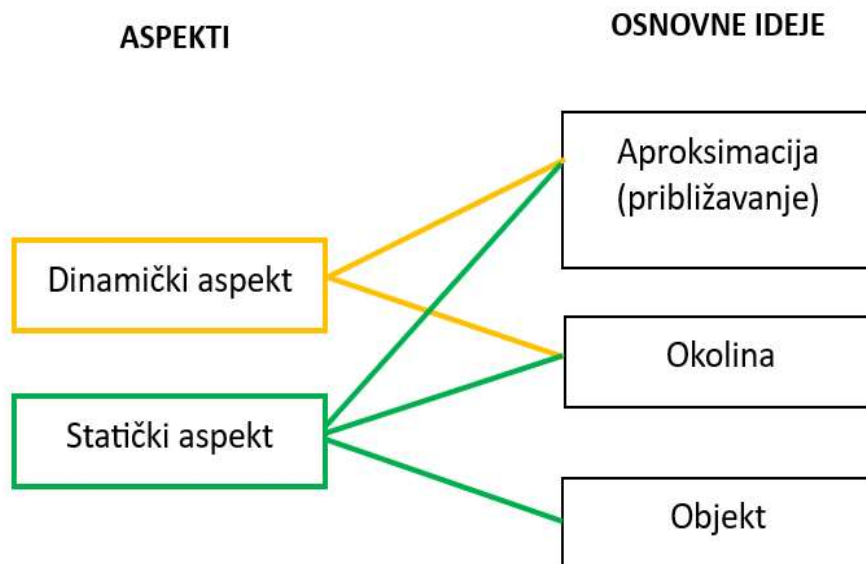 ASPEKTI
OSNOVNE IDEJE
Dinamički aspekt
Statički aspekt
Aproksimacija
(približavanje)
Okolina
Objekt